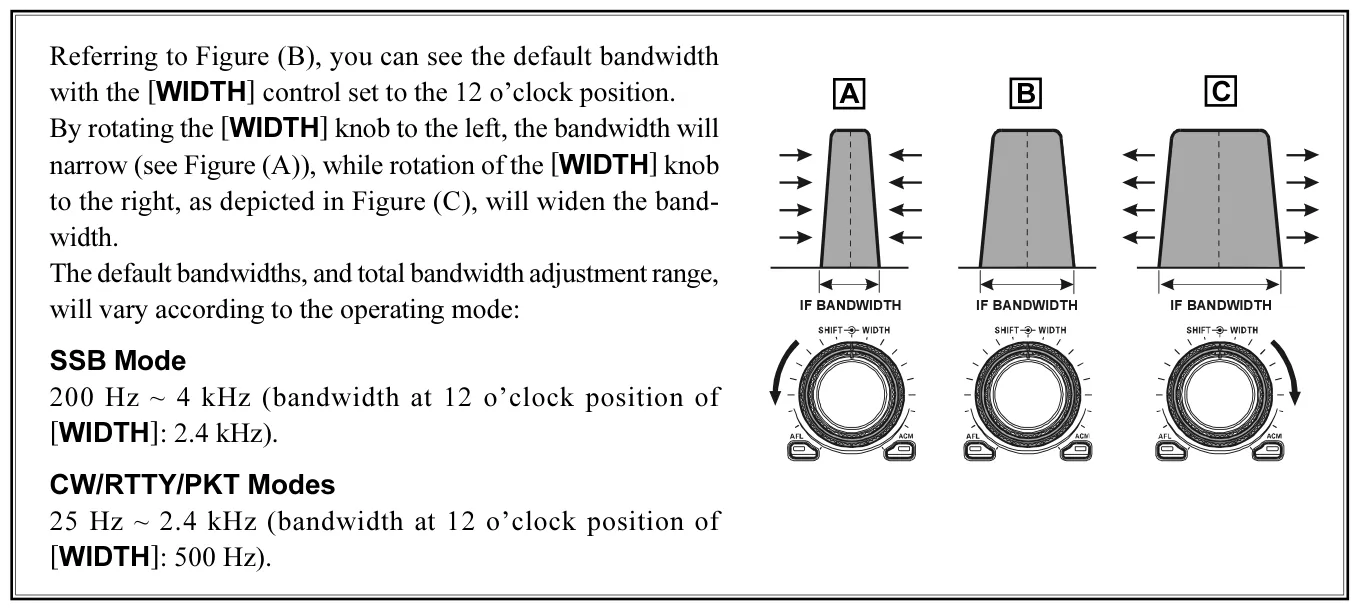 Referring to Figure (B), you can see the default bandwidth
with the [WIDTH] control set to the 12 o’clock position.
By rotating the [WIDTH] knob to the left, the bandwidth will
narrow (see Figure (A)), while rotation of the [WIDTH] knob
to the right, as depicted in Figure (C), will widen the band-
width.
The default bandwidths, and total bandwidth adjustment range,
will vary according to the operating mode:
SSB Mode
200 Hz ~ 4 kHz (bandwidth at 12 o’clock position of
[WIDTH]: 2.4 kHz).
CW/RTTY/PKT Modes
25 Hz ~ 2.4 kHz (bandwidth at 12 o’clock position of
[WIDTH]: 500 Hz).
A
B
C
IF BANDWIDTH
IF BANDWIDTH
IF BANDWIDTH
SHIFT WIDTH
SHIFT WIDTH
SHIFT WIDTH
AFL
AFL
ACM
AFL
ACM